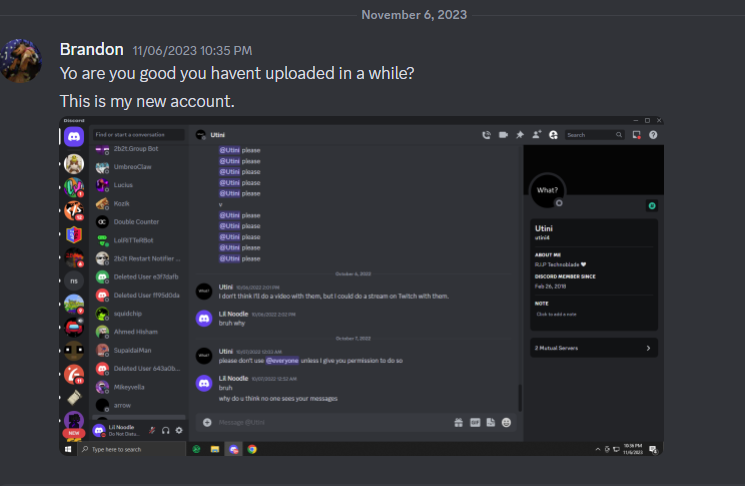 November 6, 2023
Brandon 11/06/2023 10:35 PM
Yo are you good you havent uploaded in a while?
This is my new account.
Discord
Find or start a conversation
Utini
Search
2b2t.Group Bot
UmbreoClaw
Lucius
Kozik
Double Counter
LolRiTTeRBot
2b2t Restart Notifier ...
Deleted User e3f7dafb
Deleted User ff95d0da
squidchip
Ahmed Hisham
SupaidaiMan
Deleted User 643a0b...
Mikeyvella
arrow
ns
NEW
Lil Noodle
Do Not Distu...
@Utini please
@Utini please
@Utini please
@Utini please
@Utini please
v
@Utini please
@Utini please
@Utini please
@Utini please
@Utini please
October 6, 2022
Utini 10/06/2022 2:01 PM
I don't think I'll do a video with them, but I could do a stream on Twitch with them.
Lil Noodle 10/06/2022 2:02 PM
bruh why
October 7, 2022
Utini
please don't use @everyone unless I give you permission to do so
Lil Noodle 10/07/2022 12:52 AM
bruh
why do u think no one sees your messages
Message @Utini
GIF
What?
Utini
utini4
ABOUT ME
R.I.P Technoblade
DISCORD MEMBER SINCE
Feb 26, 2018
NOTE
Click to add a note
2 Mutual Servers
Type here to search
10:36 PM
11/6/2023